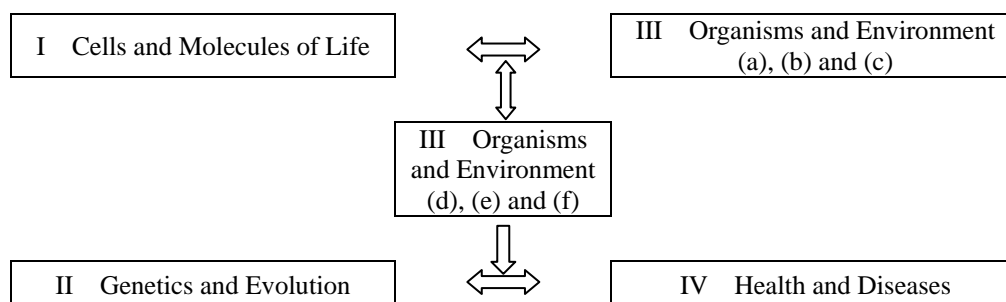 I Cells and Molecules of Life
III Organisms and Environment
(a), (b) and (c)
III Organisms
and Environment
(d), (e) and (f)
II Genetics and Evolution
IV Health and Diseases